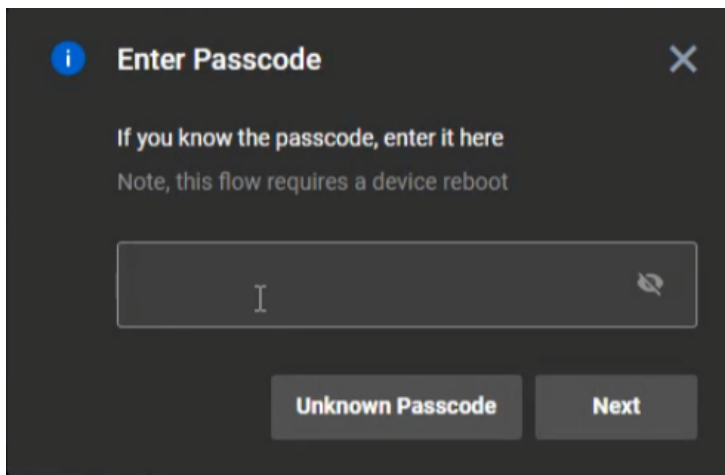 Enter Passcode
If you know the passcode, enter it here
Note, this flow requires a device reboot
Unknown Passcode
Next